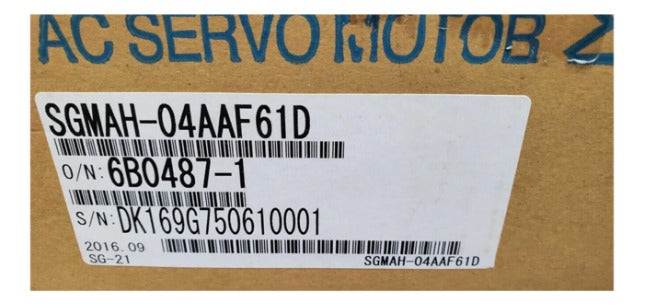 AC SERVO MOTOR
SGMAH-04AAF61D
O/N: 6B0487-1
S/N: DK169G750610001
2016.09
SG-21
SGMAH-04AAF61D